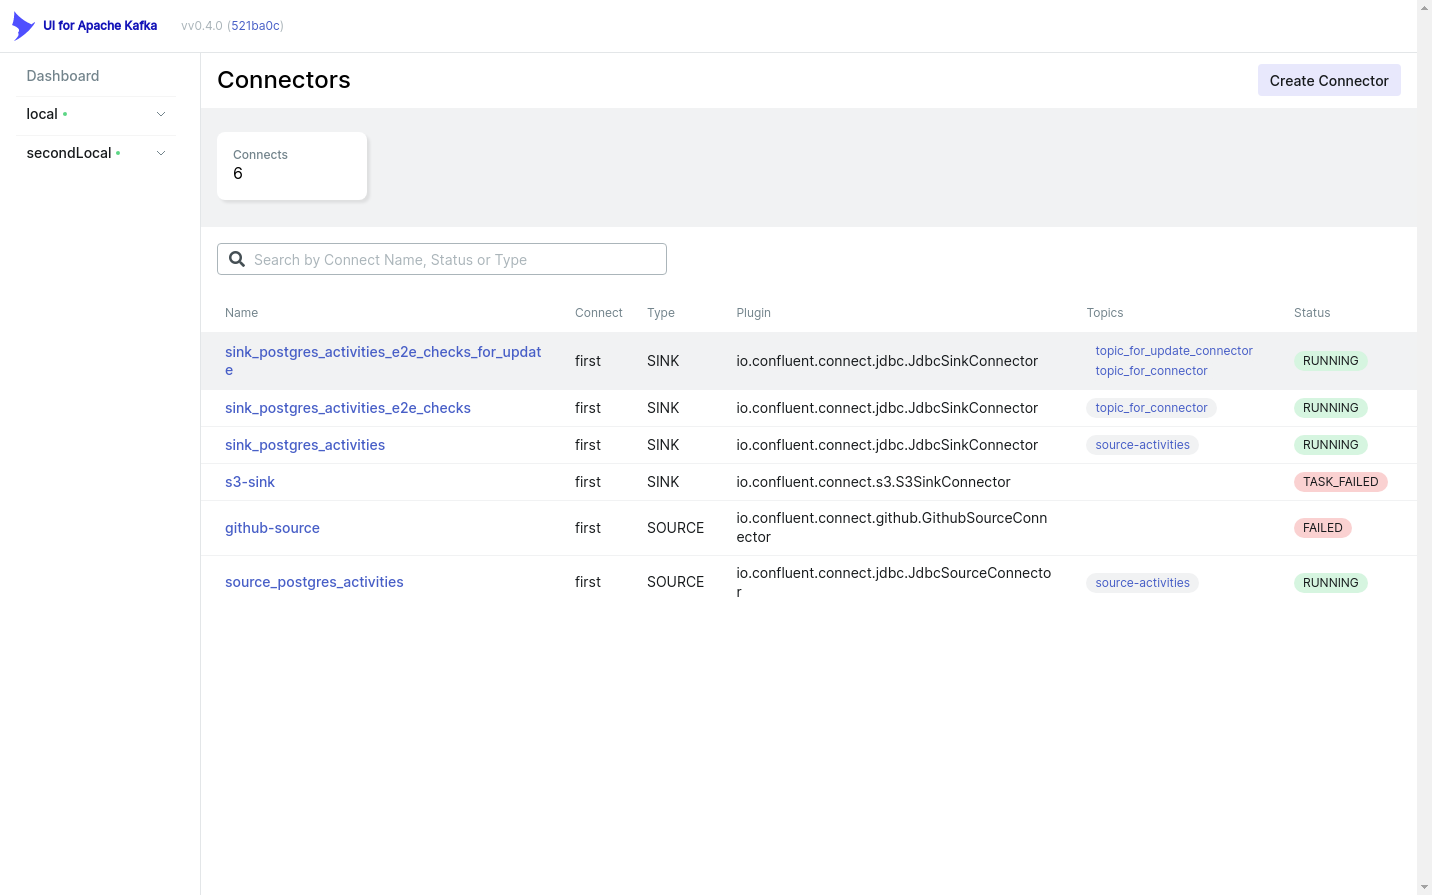 UI for Apache Kafka vv0.4.0 (521ba0c)
Dashboard
local
secondLocal
Connectors
Create Connector
Connects
6
Search by Connect Name, Status or Type
Name Connect Type Plugin Topics Status
sink_postgres_activities_e2e_checks_for_updat
e
first SINK io.confluent.connect.jdbc.JdbcSinkConnector
topic_for_update_connector
topic_for_connector
RUNNING
sink_postgres_activities_e2e_checks first SINK io.confluent.connect.jdbc.JdbcSinkConnector topic_for_connector RUNNING
sink_postgres_activities first SINK io.confluent.connect.jdbc.JdbcSinkConnector source-activities RUNNING
s3-sink first SINK io.confluent.connect.s3.S3SinkConnector TASK_FAILED
github-source first SOURCE
io.confluent.connect.github.GithubSourceConn
ector
FAILED
source_postgres_activities first SOURCE
io.confluent.connect.jdbc.JdbcSourceConnecto
r
source-activities RUNNING